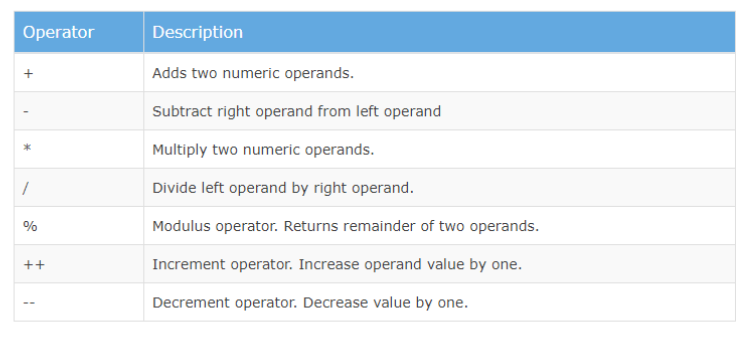 Operator Description
+ Adds two numeric operands.
- Subtract right operand from left operand
* Multiply two numeric operands.
/ Divide left operand by right operand.
% Modulus operator. Returns remainder of two operands.
++ Increment operator. Increase operand value by one.
-- Decrement operator. Decrease value by one.